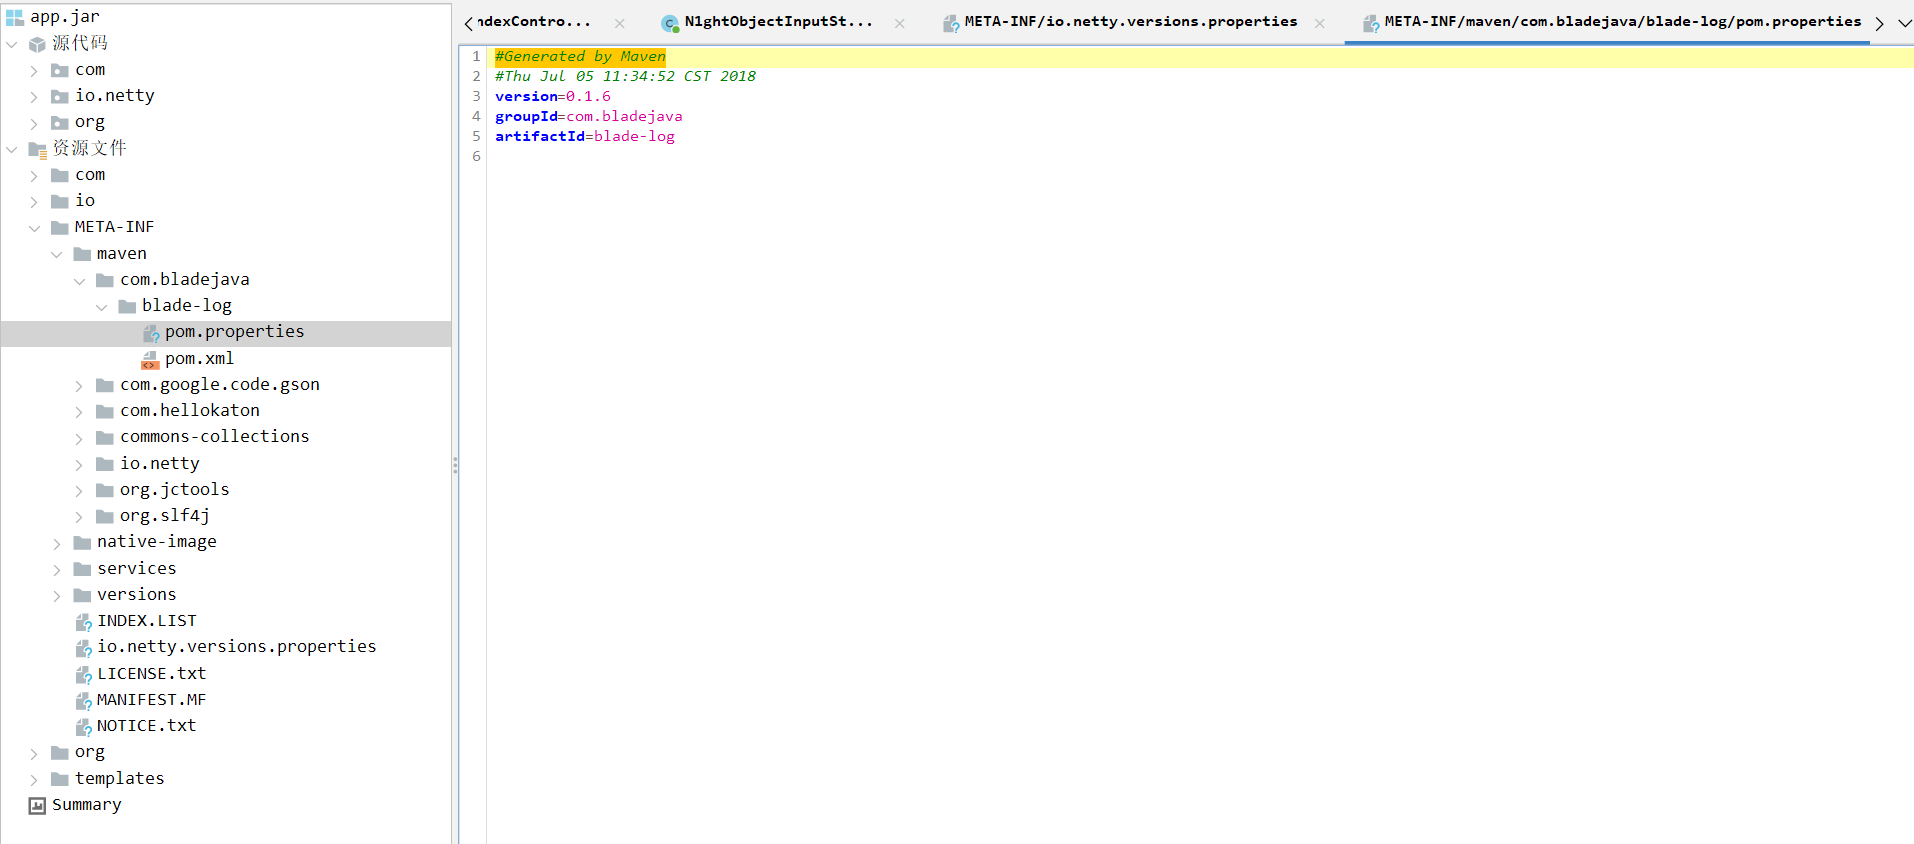 app.jar
源代码
com
io.netty
org
资源文件
com
io
META-INF
maven
com.bladejava
blade-log
pom.properties
pom.xml
com.google.code.gson
com.hellokaton
commons-collections
io.netty
org.jctools
org.slf4j
native-image
services
versions
INDEX.LIST
io.netty.versions.properties
LICENSE.txt
MANIFEST.MF
NOTICE.txt
org
templates
Summary
ndexContro... N1ghtObjectInputSt... META-INF/io.netty.versions.properties META-INF/maven/com.bladejava/blade-log/pom.properties
1 #Generated by Maven
2 #Thu Jul 05 11:34:52 CST 2018
3 version=0.1.6
4 groupId=com.bladejava
5 artifactId=blade-log
6